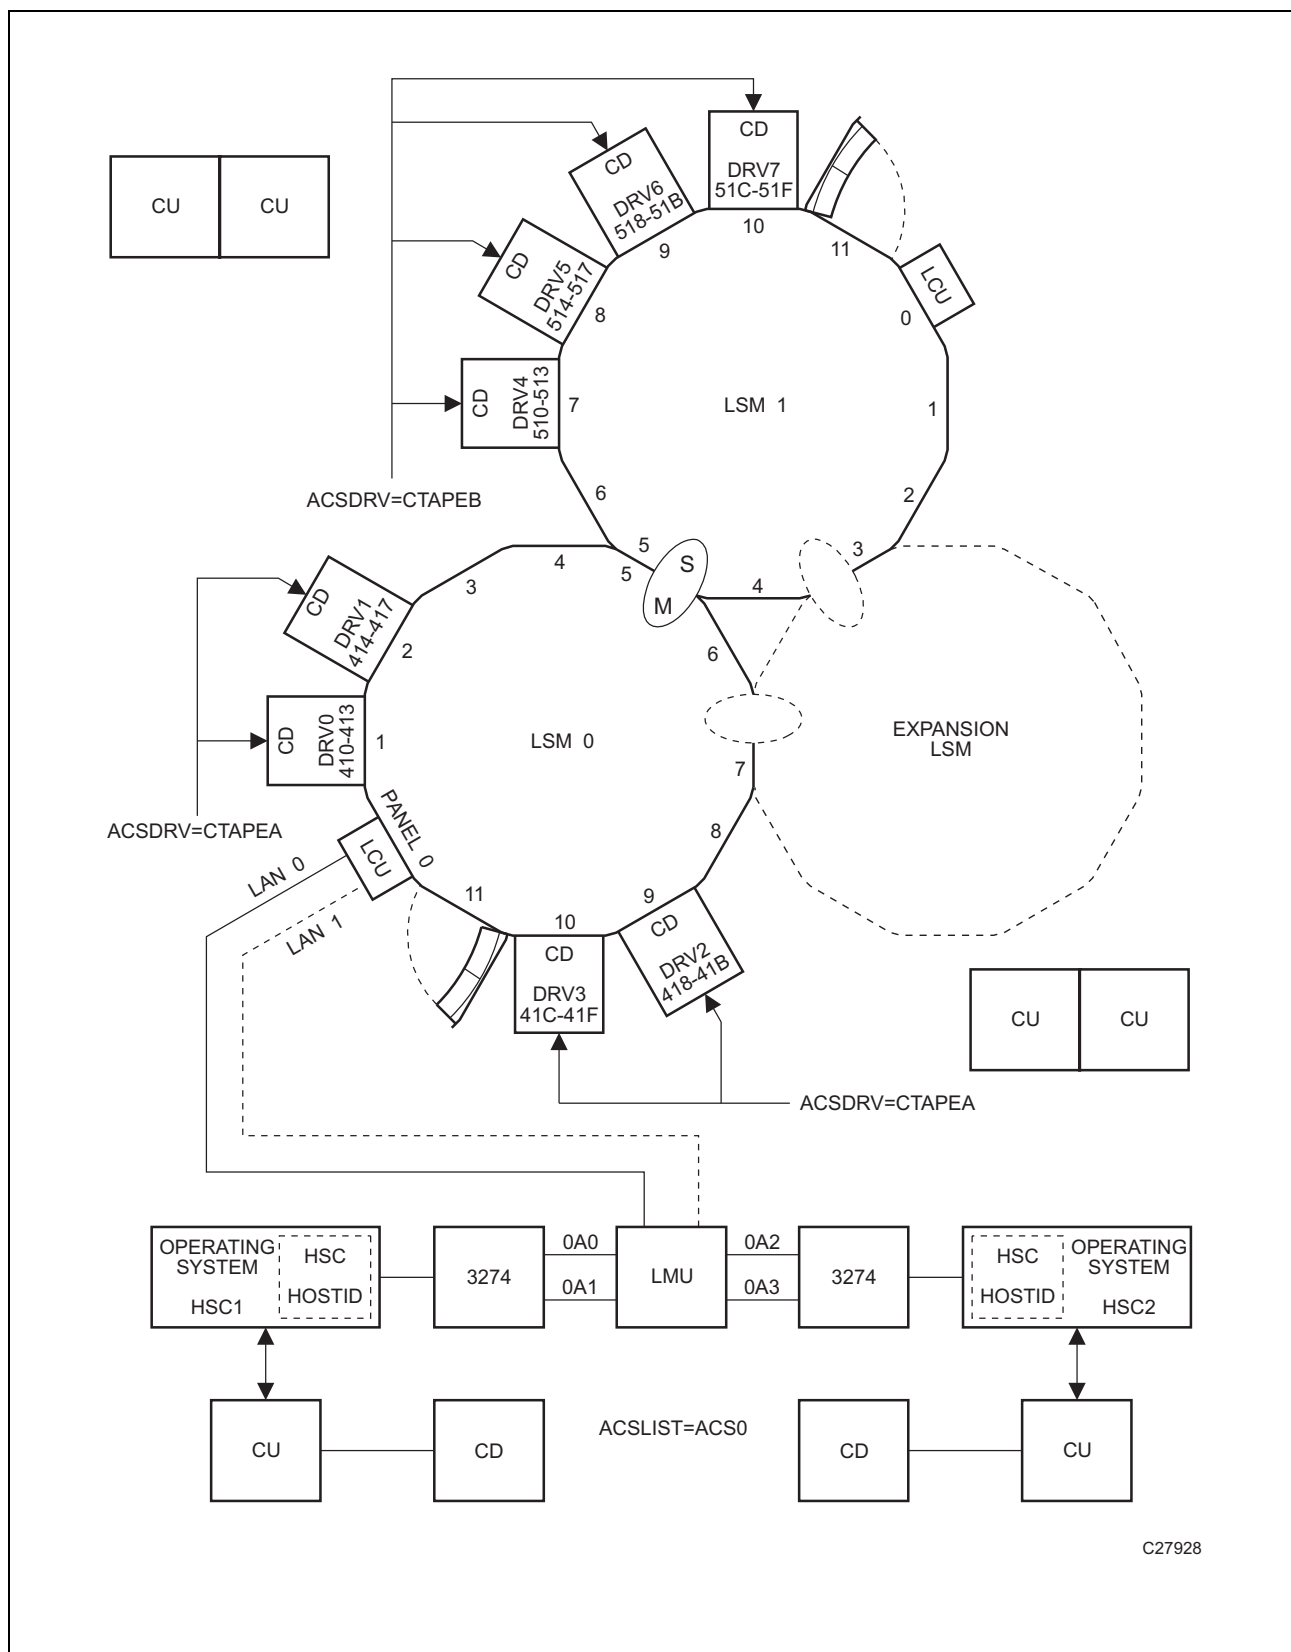 CD
DRV7
51C-51F
CD
DRV6
518-51B
CU
CU
10
11
9
CD
DRV5
514-517
LCU
8
0
CD
DRV4
510-513
7
LSM 1
1
6
2
ACSDRV=CTAPEB
5
3
4
5
S
M
4
3
CD
DRV1
414-417
2
6
CD
DRV0
410-413
1
LSM 0
EXPANSION
LSM
7
PANEL 0
ACSDRV=CTAPEA
8
LCU
LAN 0
11
9
10
LAN 1
CD
DRV2
418-41B
CD
DRV3
41C-41F
CU
CU
ACSDRV=CTAPEA
OPERATING
SYSTEM
HSC1
HSC
HOSTID
3274
0A0
0A1
LMU
0A2
0A3
3274
HSC
HOSTID
OPERATING
SYSTEM
HSC2
CU
CD
ACSLIST=ACS0
CD
CU
C27928